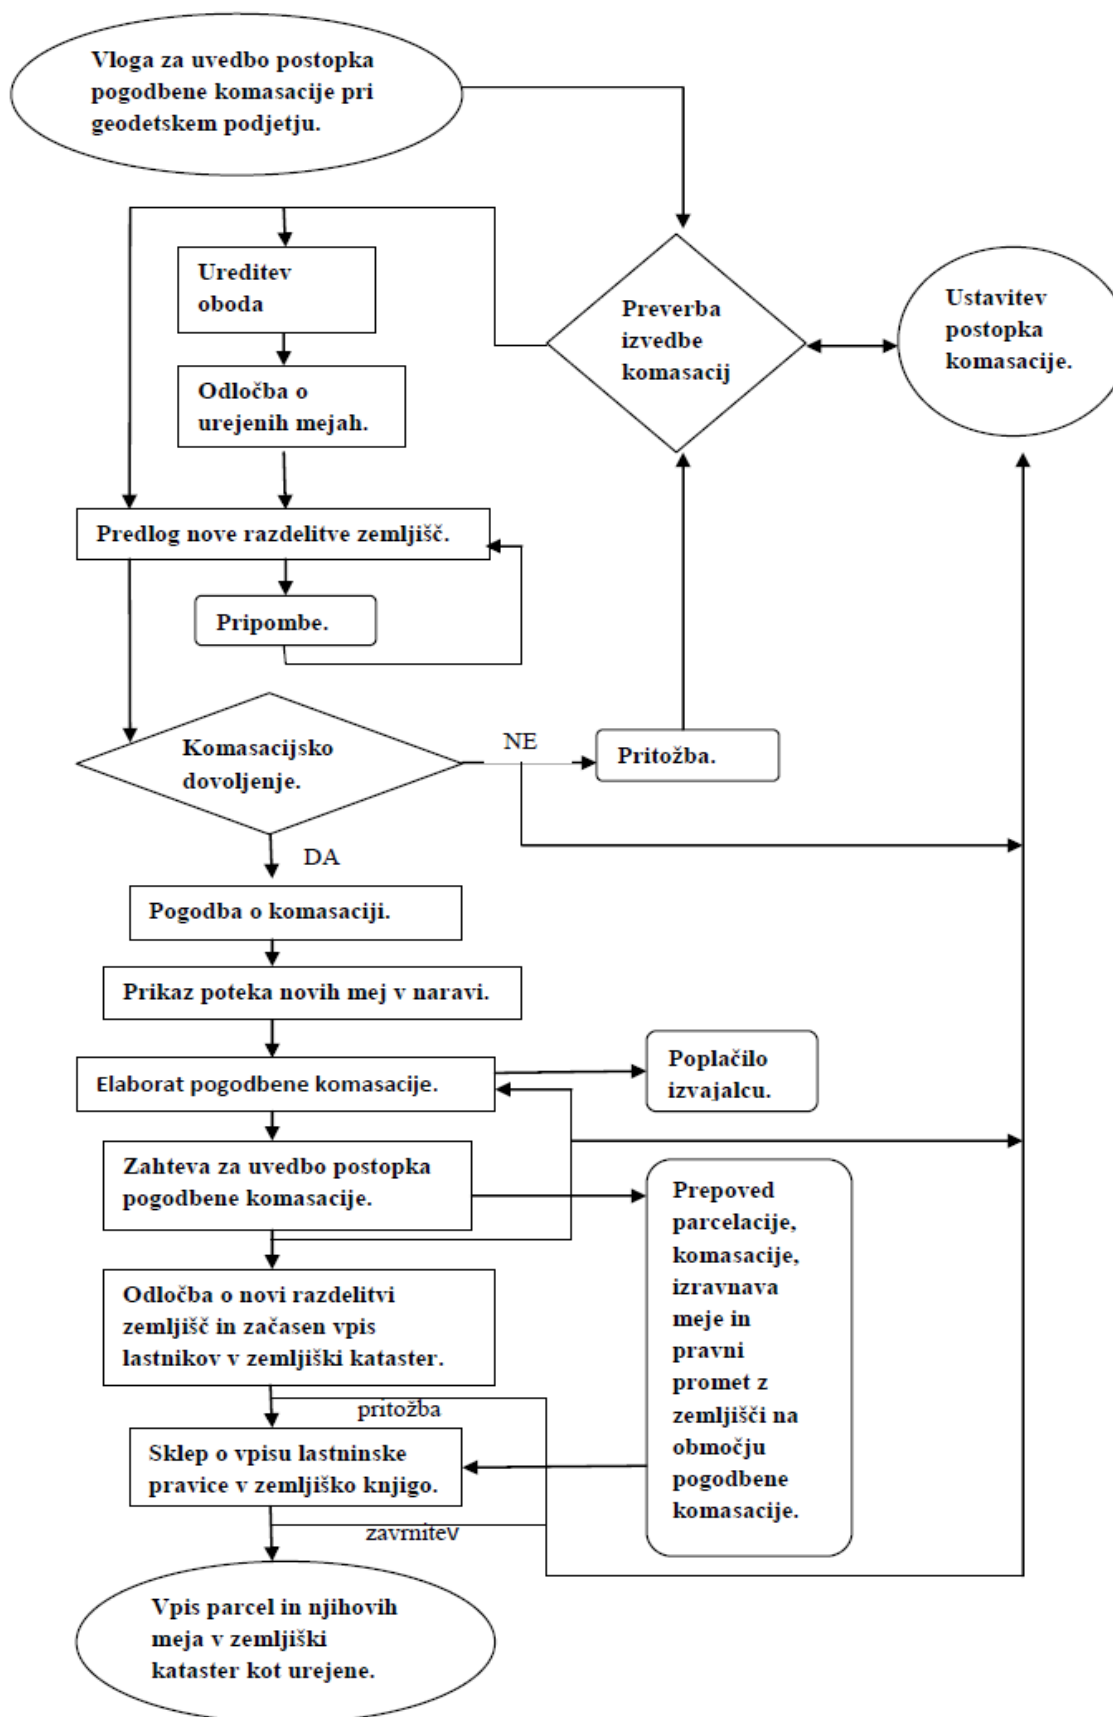 Vloga za uvedbo postopka
pogodbene komasacije pri
geodetskem podjetju.
Ureditev
oboda
Preverba
izvedbe
komasacij
Ustavitev
postopka
komasacije.
Odločba o
urejenih mejah.
Predlog nove razdelitve zemljišč.
Pripombe.
Komasacijsko
dovoljenje.
NE
Pritožba.
DA
Pogodba o komasaciji.
Prikaz poteka novih mej v naravi.
Elaborat pogodbene komasacije.
Poplačilo
izvajalcu.
Zahteva za uvedbo postopka
pogodbene komasacije.
Prepoved
parcelacije,
komasacije,
izravnava
meje in
pravni
promet z
zemljišči na
območju
pogodbene
komasacije.
Odločba o novi razdelitvi
zemljišč in začasen vpis
lastnikov v zemljiški kataster.
pritožba
Sklep o vpisu lastninske
pravice v zemljiško knjigo.
zavrnitev
Vpis parcel in njihovih
meja v zemljiški
kataster kot urejene.